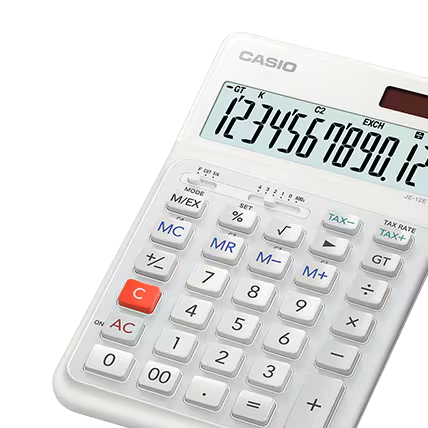 CASIO
GT K C2 EXCH
123456789012
JE-12E
F CUT 5/4
4 3 2 1 0 ADD2
MODE
M/EX
SET
%
√
TAX−
TAX RATE
TAX+
MC
MR
M−
▶
GT
+/−
7
8
M+
÷
C
4
5
9
×
ON AC
1
2
6
−
0
00
.
3
=
+